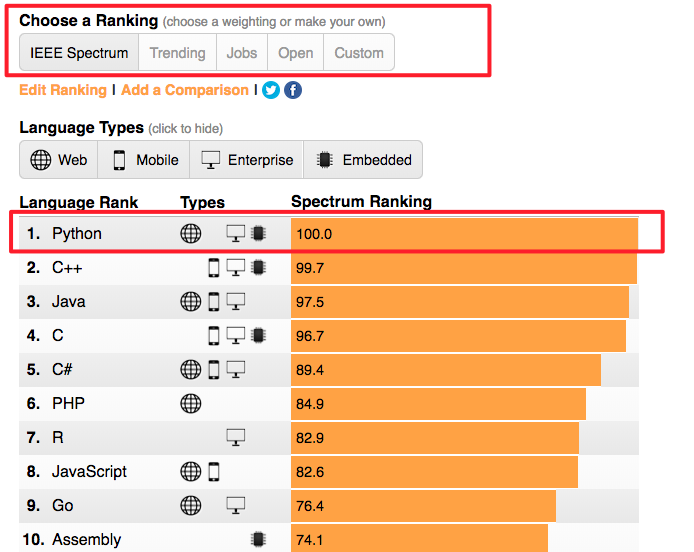 Choose a Ranking (choose a weighting or make your own)
IEEE Spectrum Trending Jobs Open Custom
Edit Ranking | Add a Comparison |
Language Types (click to hide)
Web Mobile Enterprise Embedded
Language Rank Types Spectrum Ranking
1. Python 100.0
2. C++ 99.7
3. Java 97.5
4. C 96.7
5. C# 89.4
6. PHP 84.9
7. R 82.9
8. JavaScript 82.6
9. Go 76.4
10. Assembly 74.1